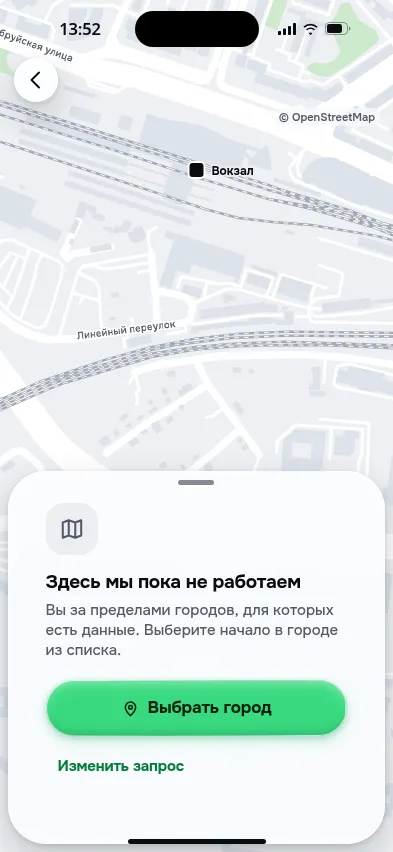 13:52
бруйская улица
© OpenStreetMap
Вокзал
Линейный переулок
Здесь мы пока не работаем
Вы за пределами городов, для которых
есть данные. Выберите начало в городе
из списка.
Выбрать город
Изменить запрос